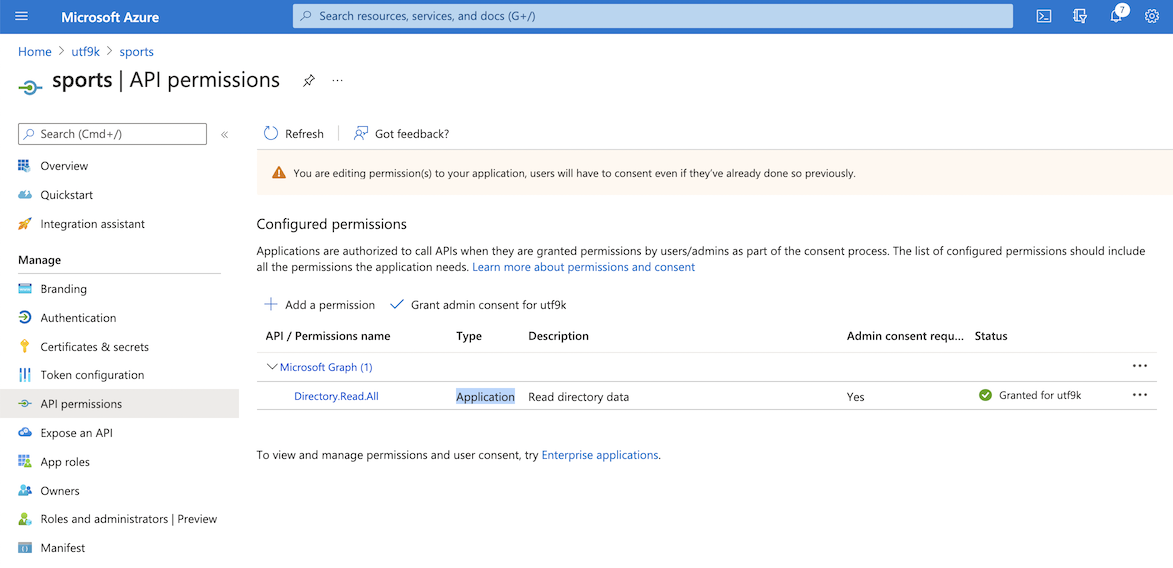 Microsoft Azure
Search resources, services, and docs (G+/)
7
Home > utf9k > sports
sports | API permissions
...
Search (Cmd+/)
«
Refresh
Got feedback?
Overview
Quickstart
Integration assistant
Manage
Branding
Authentication
Certificates & secrets
Token configuration
API permissions
Expose an API
App roles
Owners
Roles and administrators | Preview
Manifest
You are editing permission(s) to your application, users will have to consent even if they've already done so previously.
Configured permissions
Applications are authorized to call APIs when they are granted permissions by users/admins as part of the consent process. The list of configured permissions should include
all the permissions the application needs. Learn more about permissions and consent
Add a permission
Grant admin consent for utf9k
API / Permissions name Type Description Admin consent requ... Status
Microsoft Graph (1) ...
Directory.Read.All Application Read directory data Yes Granted for utf9k ...
To view and manage permissions and user consent, try Enterprise applications.